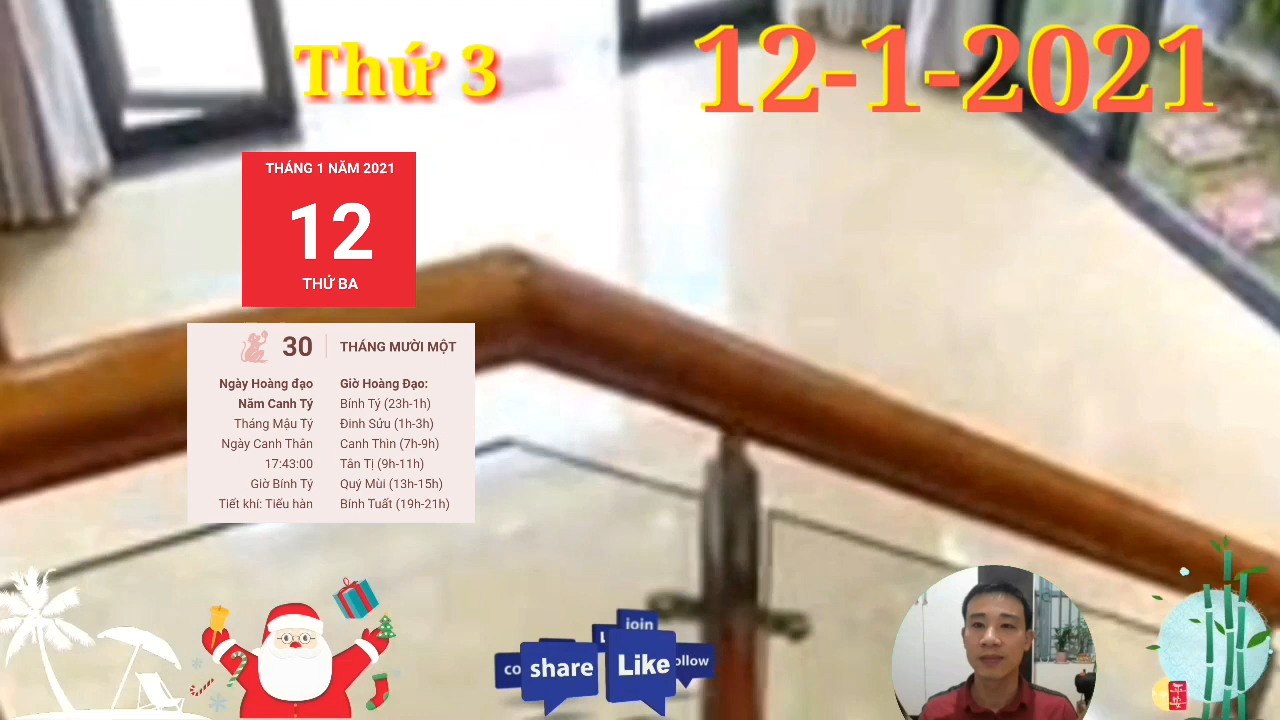 Thứ 3
12-1-2021
THÁNG 1 NĂM 2021
12
THỨ BA
30
THÁNG MƯỜI MỘT
Ngày Hoàng đạo
Năm Canh Tý
Tháng Mậu Tý
Ngày Canh Thân
17:43:00
Giờ Bính Tý
Tiết khí: Tiểu hàn
Giờ Hoàng Đạo:
Bính Tý (23h-1h)
Đinh Sửu (1h-3h)
Canh Thìn (7h-9h)
Tân Tị (9h-11h)
Quý Mùi (13h-15h)
Bính Tuất (19h-21h)
join
share
Like